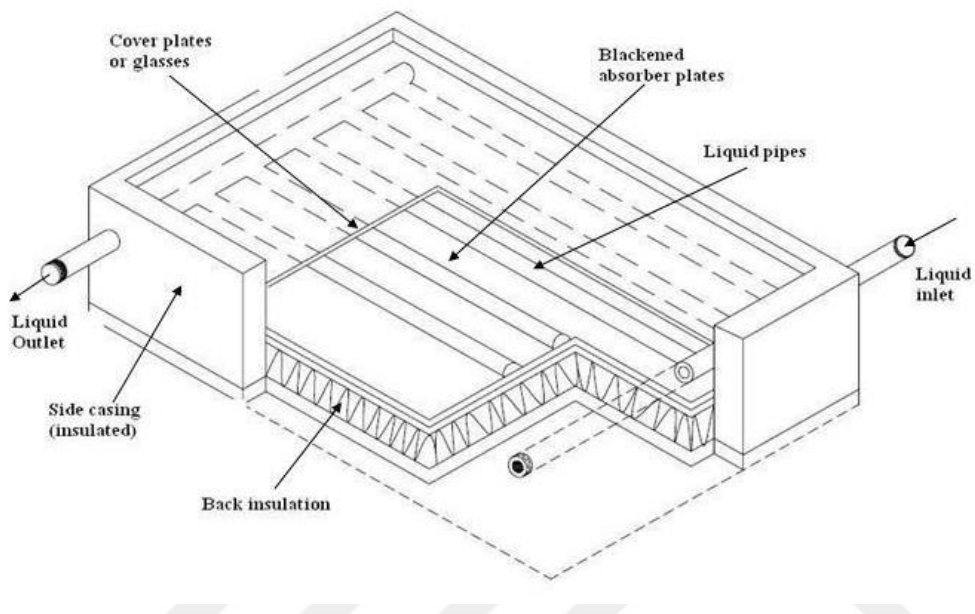 Cover plates
or glasses
Blackened
absorber plates
Liquid pipes
Liquid
inlet
Liquid
Outlet
Side casing
(insulated)
Back insulation